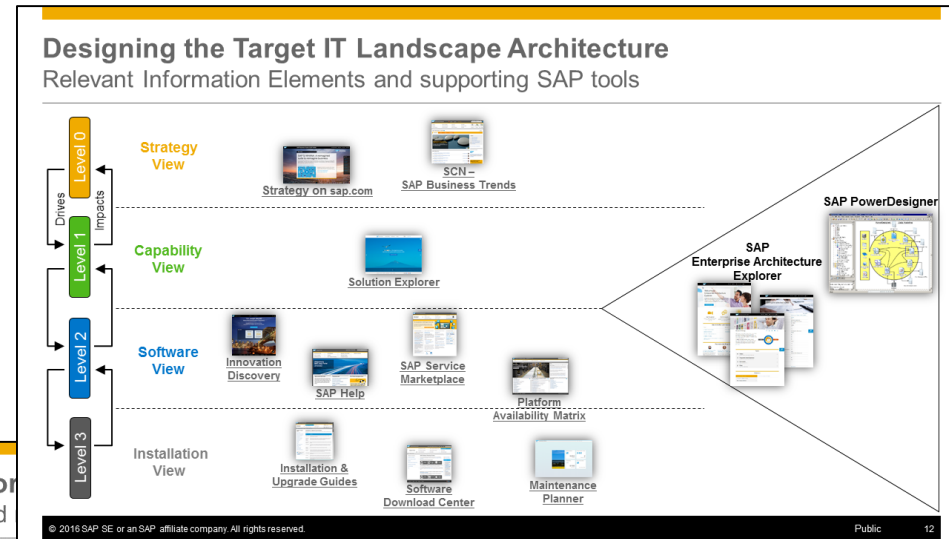 Designing the Target IT Landscape Architecture
Relevant Information Elements and supporting SAP tools
Level 0
Strategy
View
Strategy on sap.com
SCN –
SAP Business Trends
Drives
Impacts
SAP PowerDesigner
Level 1
Capability
View
Solution Explorer
SAP
Enterprise Architecture
Explorer
Level 2
Software
View
Innovation
Discovery
SAP Help
SAP Service
Marketplace
Platform
Availability Matrix
Level 3
Installation
View
Installation &
Upgrade Guides
Software
Download Center
Maintenance
Planner
© 2016 SAP SE or an SAP affiliate company. All rights reserved.
Public
12